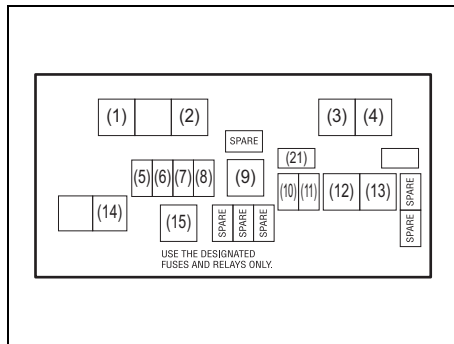 (1) (2) (3) (4)
SPARE
(21)
(5) (6) (7) (8) (9)
(10) (11) (12) (13)
SPARE
SPARE
(14) (15)
SPARE SPARE SPARE
USE THE DESIGNATED
FUSES AND RELAYS ONLY.